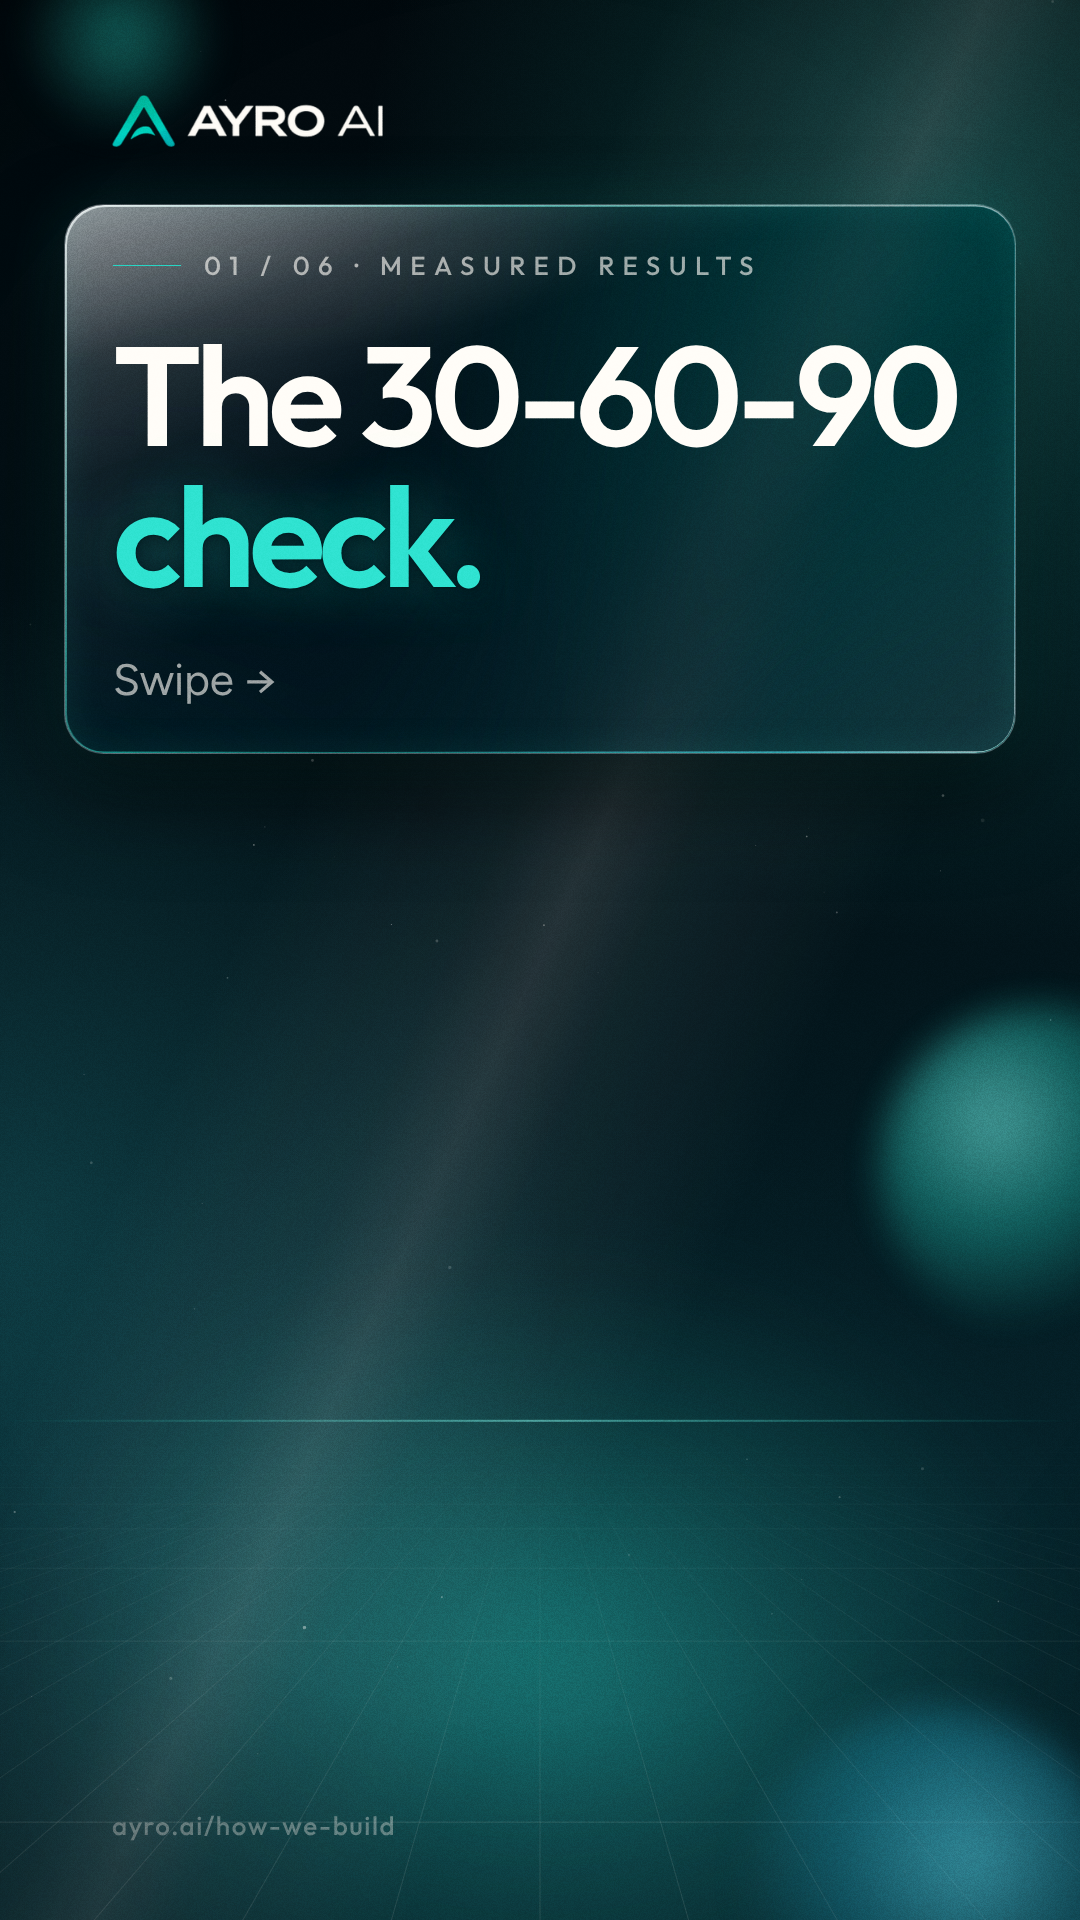 AYRO AI
01 / 06 · MEASURED RESULTS
The 30-60-90
check.
Swipe →
ayro.ai/how-we-build